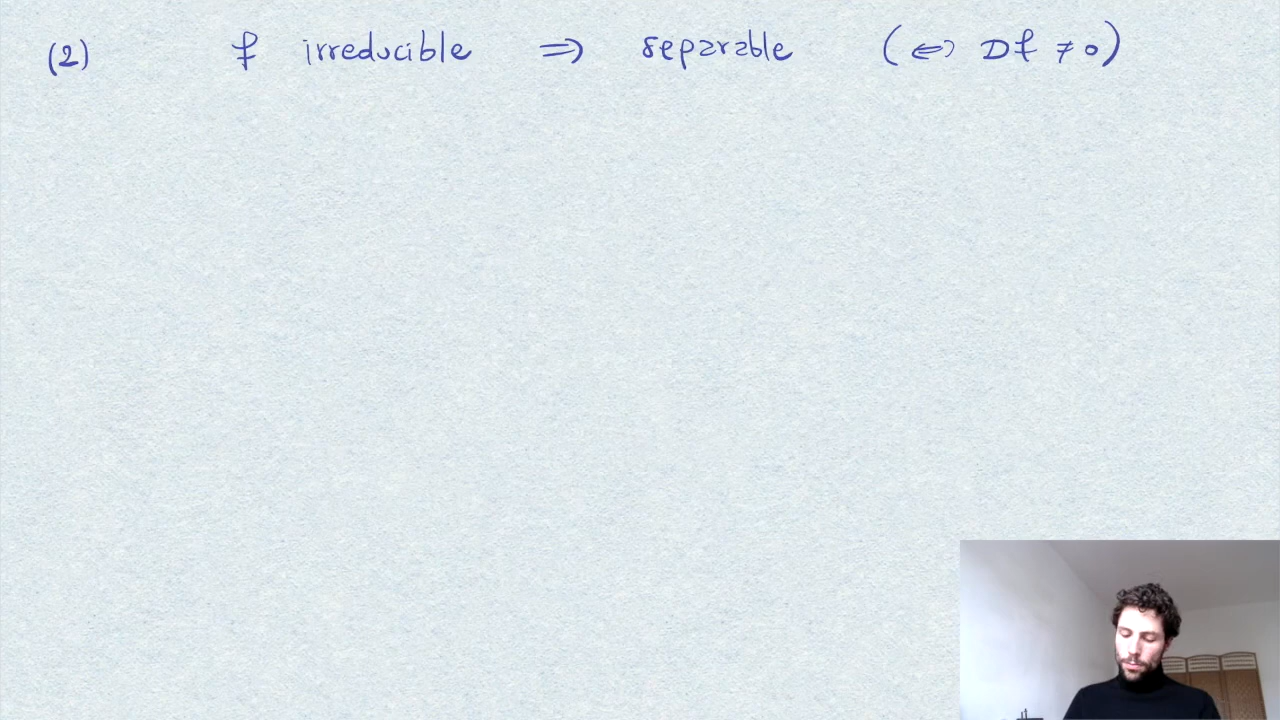 (2) f irreducible ⇒ separable (⇔ Df ≠ 0)